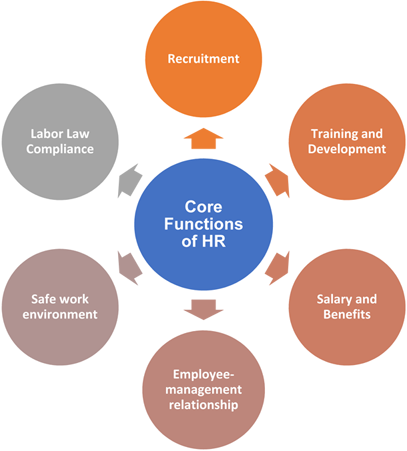 Recruitment
Training and
Development
Salary and
Benefits
Employee-
management
relationship
Safe work
environment
Labor Law
Compliance
Core
Functions
of HR